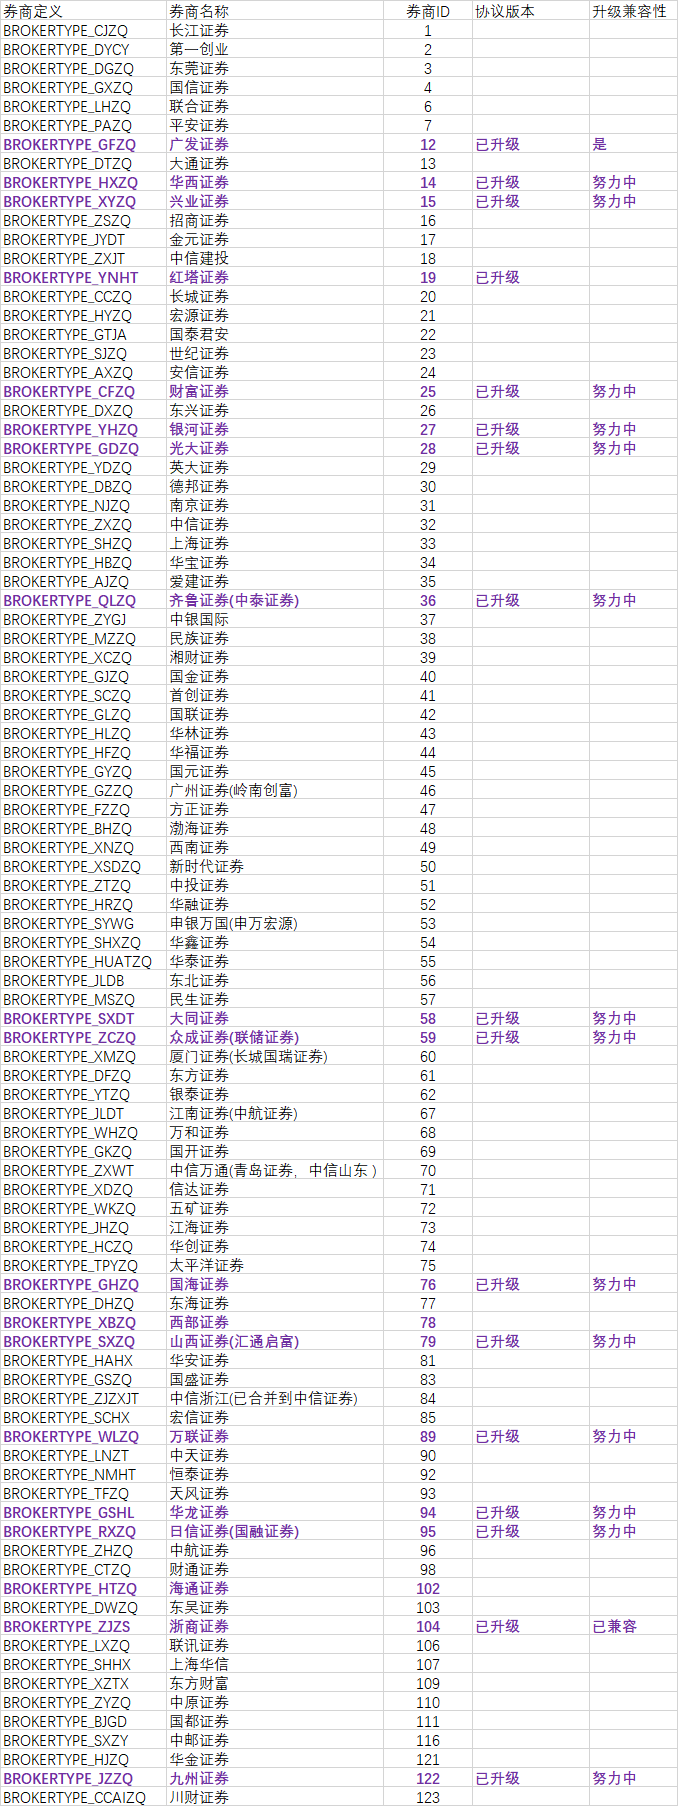 券商定义 券商名称 券商ID 协议版本 升级兼容性
BROKERTYPE_CJZQ 长江证券 1
BROKERTYPE_DYCY 第一创业 2
BROKERTYPE_DGZQ 东莞证券 3
BROKERTYPE_GXZQ 国信证券 4
BROKERTYPE_LHZQ 联合证券 6
BROKERTYPE_PAZQ 平安证券 7
BROKERTYPE_GFZQ 广发证券 12 已升级 是
BROKERTYPE_DTZQ 大通证券 13
BROKERTYPE_HXZQ 华西证券 14 已升级 努力中
BROKERTYPE_XYZQ 兴业证券 15 已升级 努力中
BROKERTYPE_ZSZQ 招商证券 16
BROKERTYPE_JYDT 金元证券 17
BROKERTYPE_ZXJT 中信建投 18
BROKERTYPE_YNHT 红塔证券 19 已升级
BROKERTYPE_CCZQ 长城证券 20
BROKERTYPE_HYZQ 宏源证券 21
BROKERTYPE_GTJA 国泰君安 22
BROKERTYPE_SJZQ 世纪证券 23
BROKERTYPE_AXZQ 安信证券 24
BROKERTYPE_CFZQ 财富证券 25 已升级 努力中
BROKERTYPE_DXZQ 东兴证券 26
BROKERTYPE_YHZQ 银河证券 27 已升级 努力中
BROKERTYPE_GDZQ 光大证券 28 已升级 努力中
BROKERTYPE_YDZQ 英大证券 29
BROKERTYPE_DBZQ 德邦证券 30
BROKERTYPE_NJZQ 南京证券 31
BROKERTYPE_ZXZQ 中信证券 32
BROKERTYPE_SHZQ 上海证券 33
BROKERTYPE_HBZQ 华宝证券 34
BROKERTYPE_AJZQ 爱建证券 35
BROKERTYPE_QLZQ 齐鲁证券(中泰证券) 36 已升级 努力中
BROKERTYPE_ZYGJ 中银国际 37
BROKERTYPE_MZZQ 民族证券 38
BROKERTYPE_XCZQ 湘财证券 39
BROKERTYPE_GJZQ 国金证券 40
BROKERTYPE_SCZQ 首创证券 41
BROKERTYPE_GLZQ 国联证券 42
BROKERTYPE_HLZQ 华林证券 43
BROKERTYPE_HFZQ 华福证券 44
BROKERTYPE_GYZQ 国元证券 45
BROKERTYPE_GZZQ 广州证券(岭南创富) 46
BROKERTYPE_FZZQ 方正证券 47
BROKERTYPE_BHZQ 渤海证券 48
BROKERTYPE_XNZQ 西南证券 49
BROKERTYPE_XSDZQ 新时代证券 50
BROKERTYPE_ZTZQ 中投证券 51
BROKERTYPE_HRZQ 华融证券 52
BROKERTYPE_SYWG 申银万国(申万宏源) 53
BROKERTYPE_SHXZQ 华鑫证券 54
BROKERTYPE_HUATZQ 华泰证券 55
BROKERTYPE_JLDB 东北证券 56
BROKERTYPE_MSZQ 民生证券 57
BROKERTYPE_SXDT 大同证券 58 已升级 努力中
BROKERTYPE_ZCZQ 众成证券(联储证券) 59 已升级 努力中
BROKERTYPE_XMZQ 厦门证券(长城国瑞证券) 60
BROKERTYPE_DFZQ 东方证券 61
BROKERTYPE_YTZQ 银泰证券 62
BROKERTYPE_JLDT 江南证券(中航证券) 67
BROKERTYPE_WHZQ 万和证券 68
BROKERTYPE_GKZQ 国开证券 69
BROKERTYPE_ZXWT 中信万通(青岛证券，中信山东 ) 70
BROKERTYPE_XDZQ 信达证券 71
BROKERTYPE_WKZQ 五矿证券 72
BROKERTYPE_JHZQ 江海证券 73
BROKERTYPE_HCZQ 华创证券 74
BROKERTYPE_TPYZQ 太平洋证券 75
BROKERTYPE_GHZQ 国海证券 76 已升级 努力中
BROKERTYPE_DHZQ 东海证券 77
BROKERTYPE_XBZQ 西部证券 78
BROKERTYPE_SXZQ 山西证券(汇通启富) 79 已升级 努力中
BROKERTYPE_HAHX 华安证券 81
BROKERTYPE_GSZQ 国盛证券 83
BROKERTYPE_ZJZXJT 中信浙江(已合并到中信证券) 84
BROKERTYPE_SCHX 宏信证券 85
BROKERTYPE_WLZQ 万联证券 89 已升级 努力中
BROKERTYPE_LNZT 中天证券 90
BROKERTYPE_NMHT 恒泰证券 92
BROKERTYPE_TFZQ 天风证券 93
BROKERTYPE_GSHL 华龙证券 94 已升级 努力中
BROKERTYPE_RXZQ 日信证券(国融证券) 95 已升级 努力中
BROKERTYPE_ZHZQ 中航证券 96
BROKERTYPE_CTZQ 财通证券 98
BROKERTYPE_HTZQ 海通证券 102
BROKERTYPE_DWZQ 东吴证券 103
BROKERTYPE_ZJZS 浙商证券 104 已升级 已兼容
BROKERTYPE_LXZQ 联讯证券 106
BROKERTYPE_SHHX 上海华信 107
BROKERTYPE_XZTX 东方财富 109
BROKERTYPE_ZYZQ 中原证券 110
BROKERTYPE_BJGD 国都证券 111
BROKERTYPE_SXZY 中邮证券 116
BROKERTYPE_HJZQ 华金证券 121
BROKERTYPE_JZZQ 九州证券 122 已升级 努力中
BROKERTYPE_CCAIZQ 川财证券 123